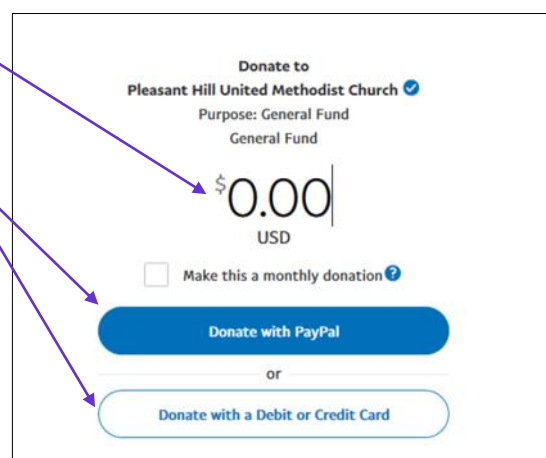 Donate to
Pleasant Hill United Methodist Church
Purpose: General Fund
General Fund
$0.00
USD
Make this a monthly donation ?
Donate with PayPal
or
Donate with a Debit or Credit Card